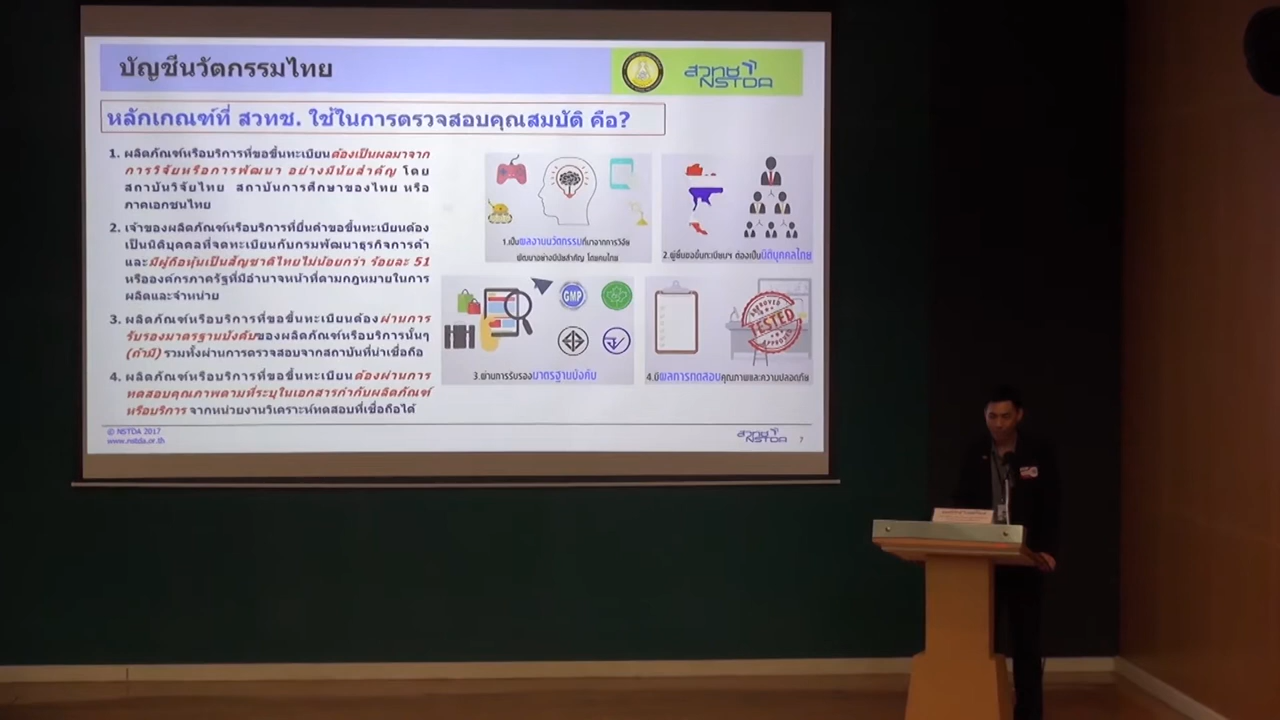 บัญชีนวัตกรรมไทย
สวทช
NSTDA
หลักเกณฑ์ที่ สวทช. ใช้ในการตรวจสอบคุณสมบัติ คือ?
1. ผลิตภัณฑ์หรือบริการที่ขอขึ้นทะเบียนต้องเป็นผลมาจาก
การวิจัยหรือการพัฒนา อย่างมีนัยสำคัญ โดย
สถาบันวิจัยไทย สถาบันการศึกษาของไทย หรือ
ภาคเอกชนไทย
2. เจ้าของผลิตภัณฑ์หรือบริการที่ยื่นคำขอขึ้นทะเบียนต้อง
เป็นนิติบุคคลที่จดทะเบียนกับกรมพัฒนาธุรกิจการค้า
และมีผู้ถือหุ้นเป็นสัญชาติไทยไม่น้อยกว่า ร้อยละ 51
หรือองค์กรภาครัฐที่มีอำนาจหน้าที่ตามกฎหมายในการ
ผลิตและจำหน่าย
3. ผลิตภัณฑ์หรือบริการที่ขอขึ้นทะเบียนต้องผ่านการ
รับรองมาตรฐานบังคับของผลิตภัณฑ์หรือบริการนั้นๆ
(ถ้ามี) รวมทั้งผ่านการตรวจสอบจากสถาบันที่น่าเชื่อถือ
4. ผลิตภัณฑ์หรือบริการที่ขอขึ้นทะเบียนต้องผ่านการ
ทดสอบคุณภาพตามที่ระบุในเอกสารกำกับผลิตภัณฑ์
หรือบริการ จากหน่วยงานวิเคราะห์ทดสอบที่เชื่อถือได้
1.เป็นผลงานนวัตกรรมที่มาจากการวิจัย
พัฒนาอย่างมีนัยสำคัญ โดยคนไทย
2.ผู้ยื่นขอขึ้นทะเบียนฯ ต้องเป็นนิติบุคคลไทย
GMP
3.ผ่านการรับรองมาตรฐานบังคับ
APPROVED
TESTED
APPROVED
4.มีผลการทดสอบคุณภาพและความปลอดภัย
© NSTDA 2017
www.nstda.or.th
สวทช
NSTDA
7